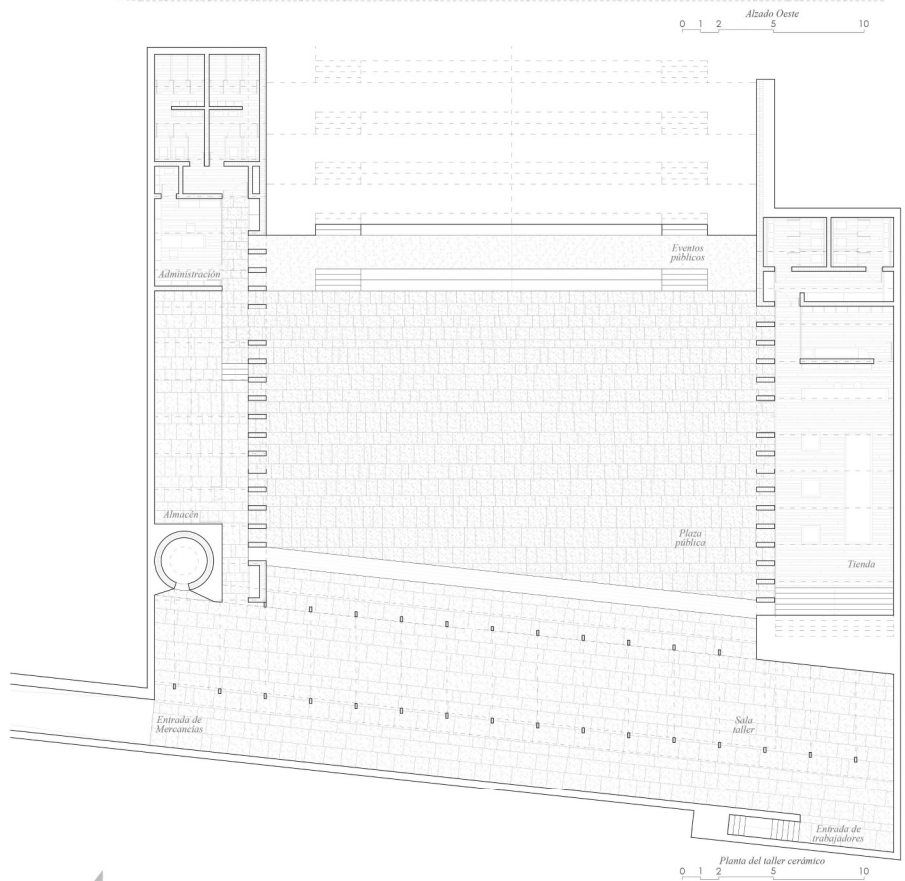 Alzado Oeste
0 1 2 5 10
Eventos
públicos
Administración
Almacén
Plaza
pública
Tienda
Entrada de
Mercancías
Sala
taller
Entrada de
trabajadores
Planta del taller cerámico
0 1 2 5 10